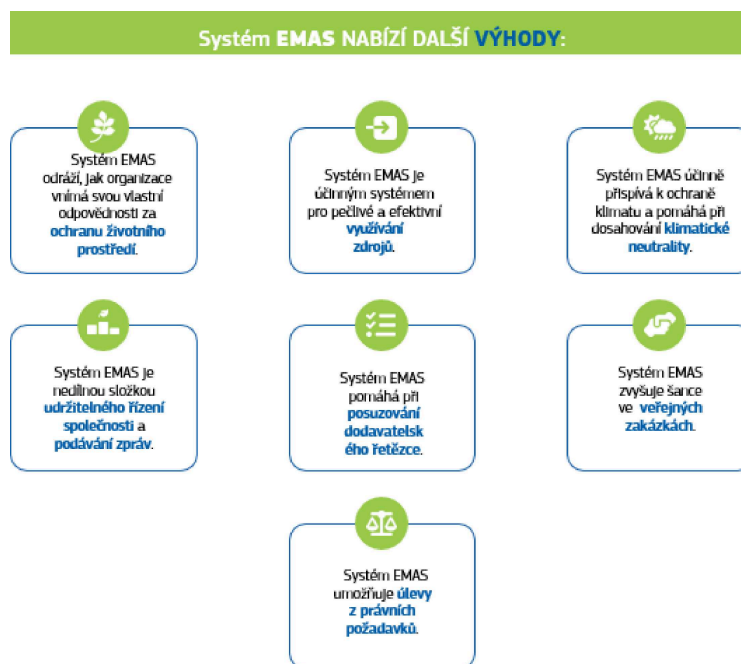 Systém EMAS NABÍZÍ DALŠÍ VÝHODY:
Systém EMAS
odráží, jak organizace
vnímá svou vlastní
odpovědnosti za
ochranu životního
prostředí.
Systém EMAS je
účinným systémem
pro pečlivé a efektivní
využívání
zdrojů.
Systém EMAS účinně
přispívá k ochraně
klimatu a pomáhá při
dosahování klimatické
neutrality.
Systém EMAS je
nedílnou složkou
udržitelného řízení
společnosti a
podávání zpráv.
Systém EMAS
pomáhá při
posuzování
dodavatelsk
ého řetězce.
Systém EMAS
zvyšuje šance
ve veřejných
zakázkách.
Systém EMAS
umožňuje úlevy
z právních
požadavků.